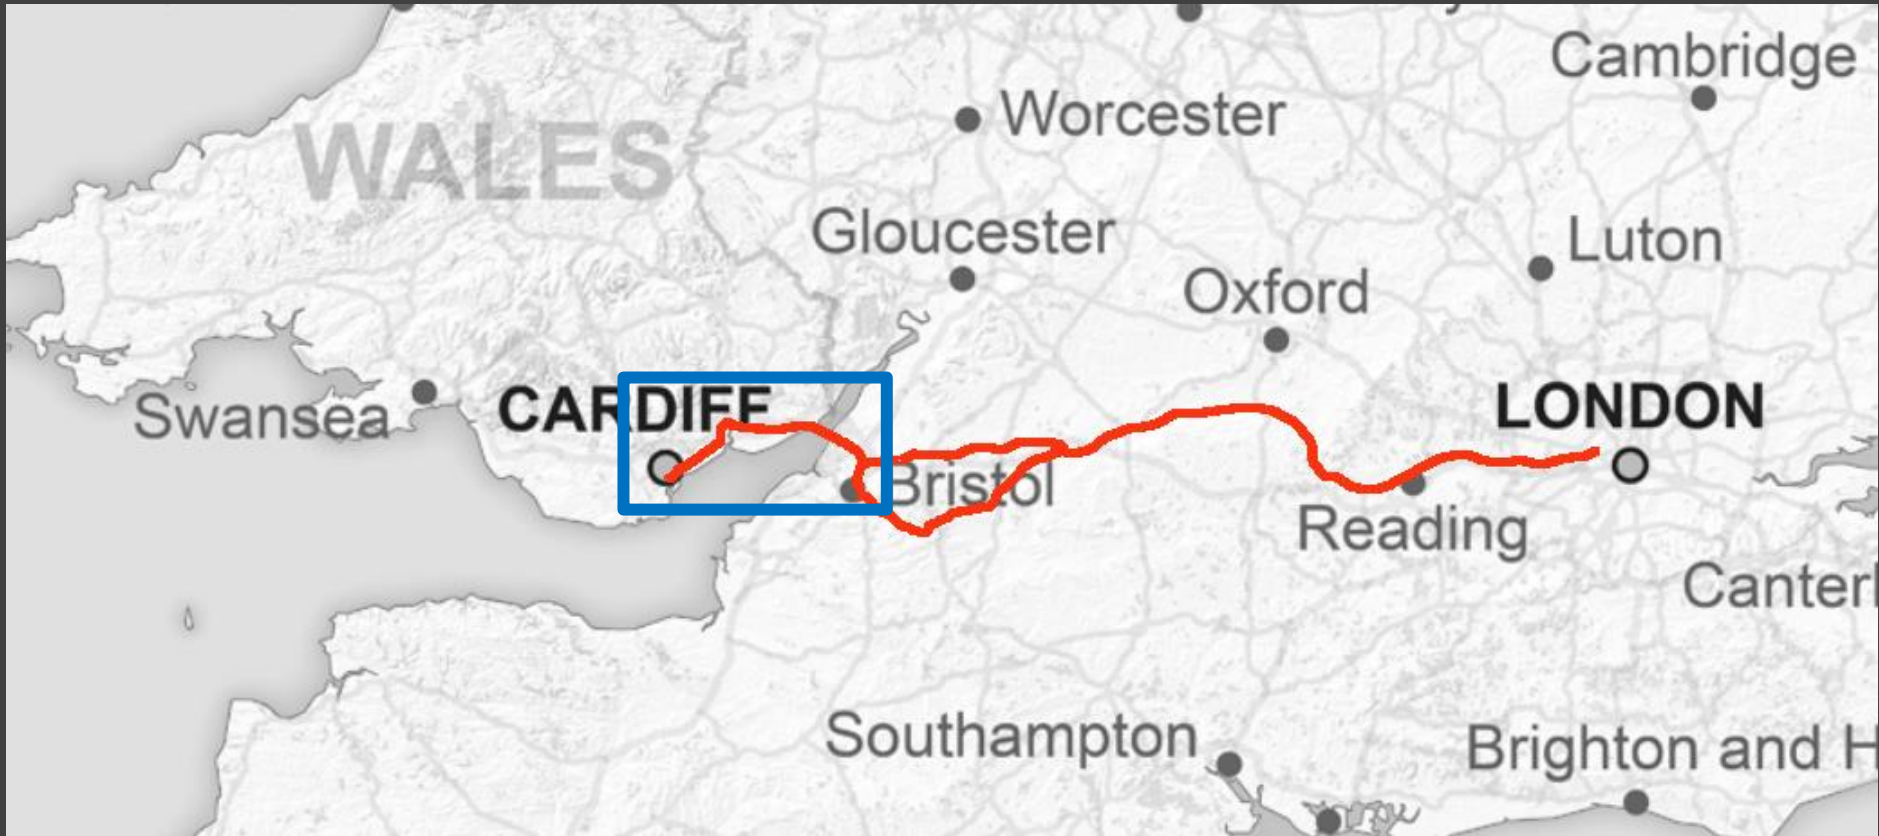 Cambridge
Worcester
WALES
Gloucester
Luton
Oxford
Swansea
CARDIFF
LONDON
Bristol
Reading
Canterl
Southampton
Brighton and H